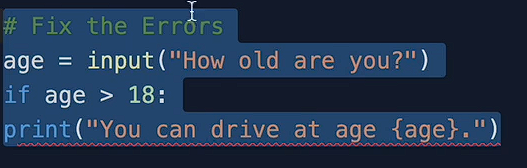 # Fix the Errors
age = input("How old are you?")
if age > 18:
print("You can drive at age {age}.")